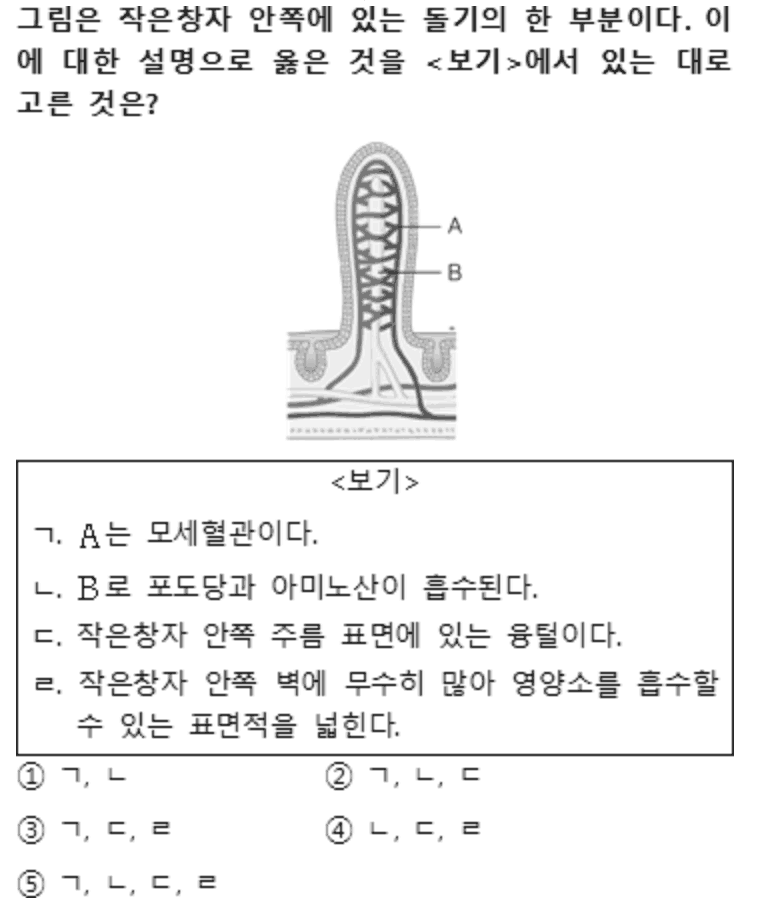 그림은 작은창자 안쪽에 있는 돌기의 한 부분이다. 이
에 대한 설명으로 옳은 것을 <보기>에서 있는 대로
고른 것은?
A
B
<보기>
ㄱ. A는 모세혈관이다.
ㄴ. B로 포도당과 아미노산이 흡수된다.
ㄷ. 작은창자 안쪽 주름 표면에 있는 융털이다.
ㄹ. 작은창자 안쪽 벽에 무수히 많아 영양소를 흡수할
수 있는 표면적을 넓힌다.
① ㄱ, ㄴ ② ㄱ, ㄴ, ㄷ
③ ㄱ, ㄷ, ㄹ ④ ㄴ, ㄷ, ㄹ
⑤ ㄱ, ㄴ, ㄷ, ㄹ